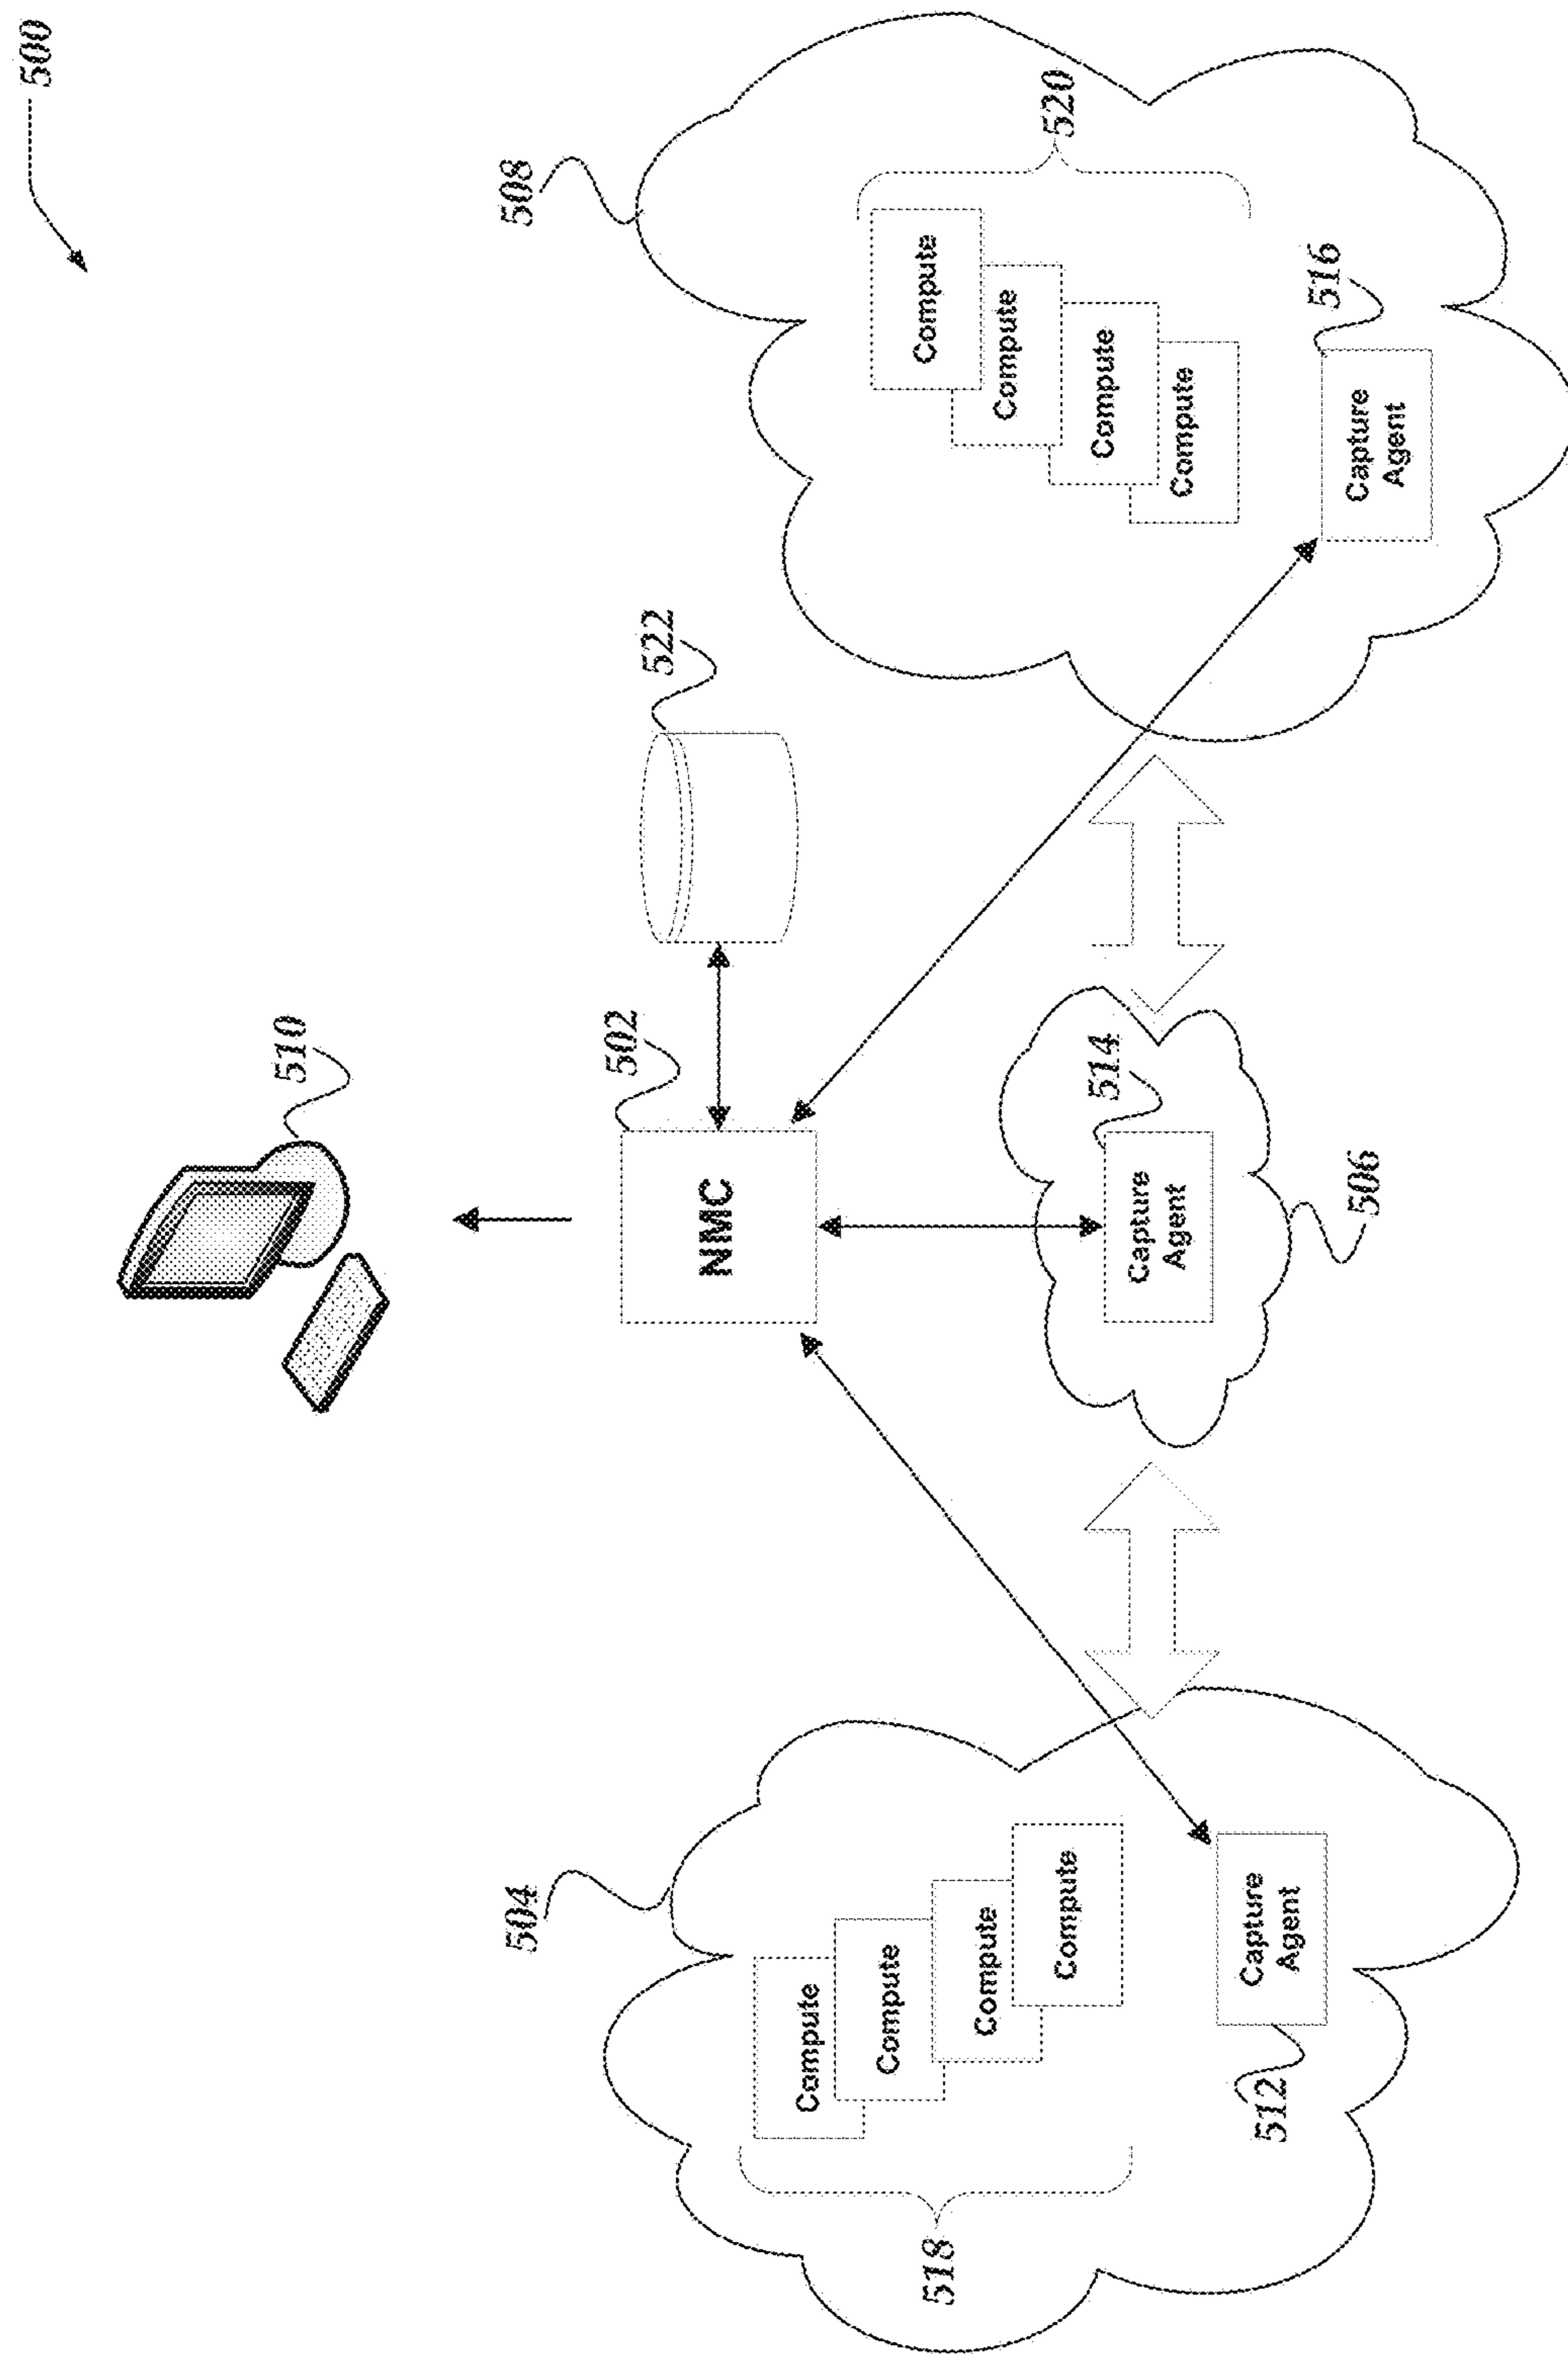 500
510
508
504
502
522
NMC
520
Compute
Compute
Compute
Compute
Compute
Compute
Compute
Compute
518
514
516
Capture
Agent
Capture
Agent
Capture
Agent
512
506